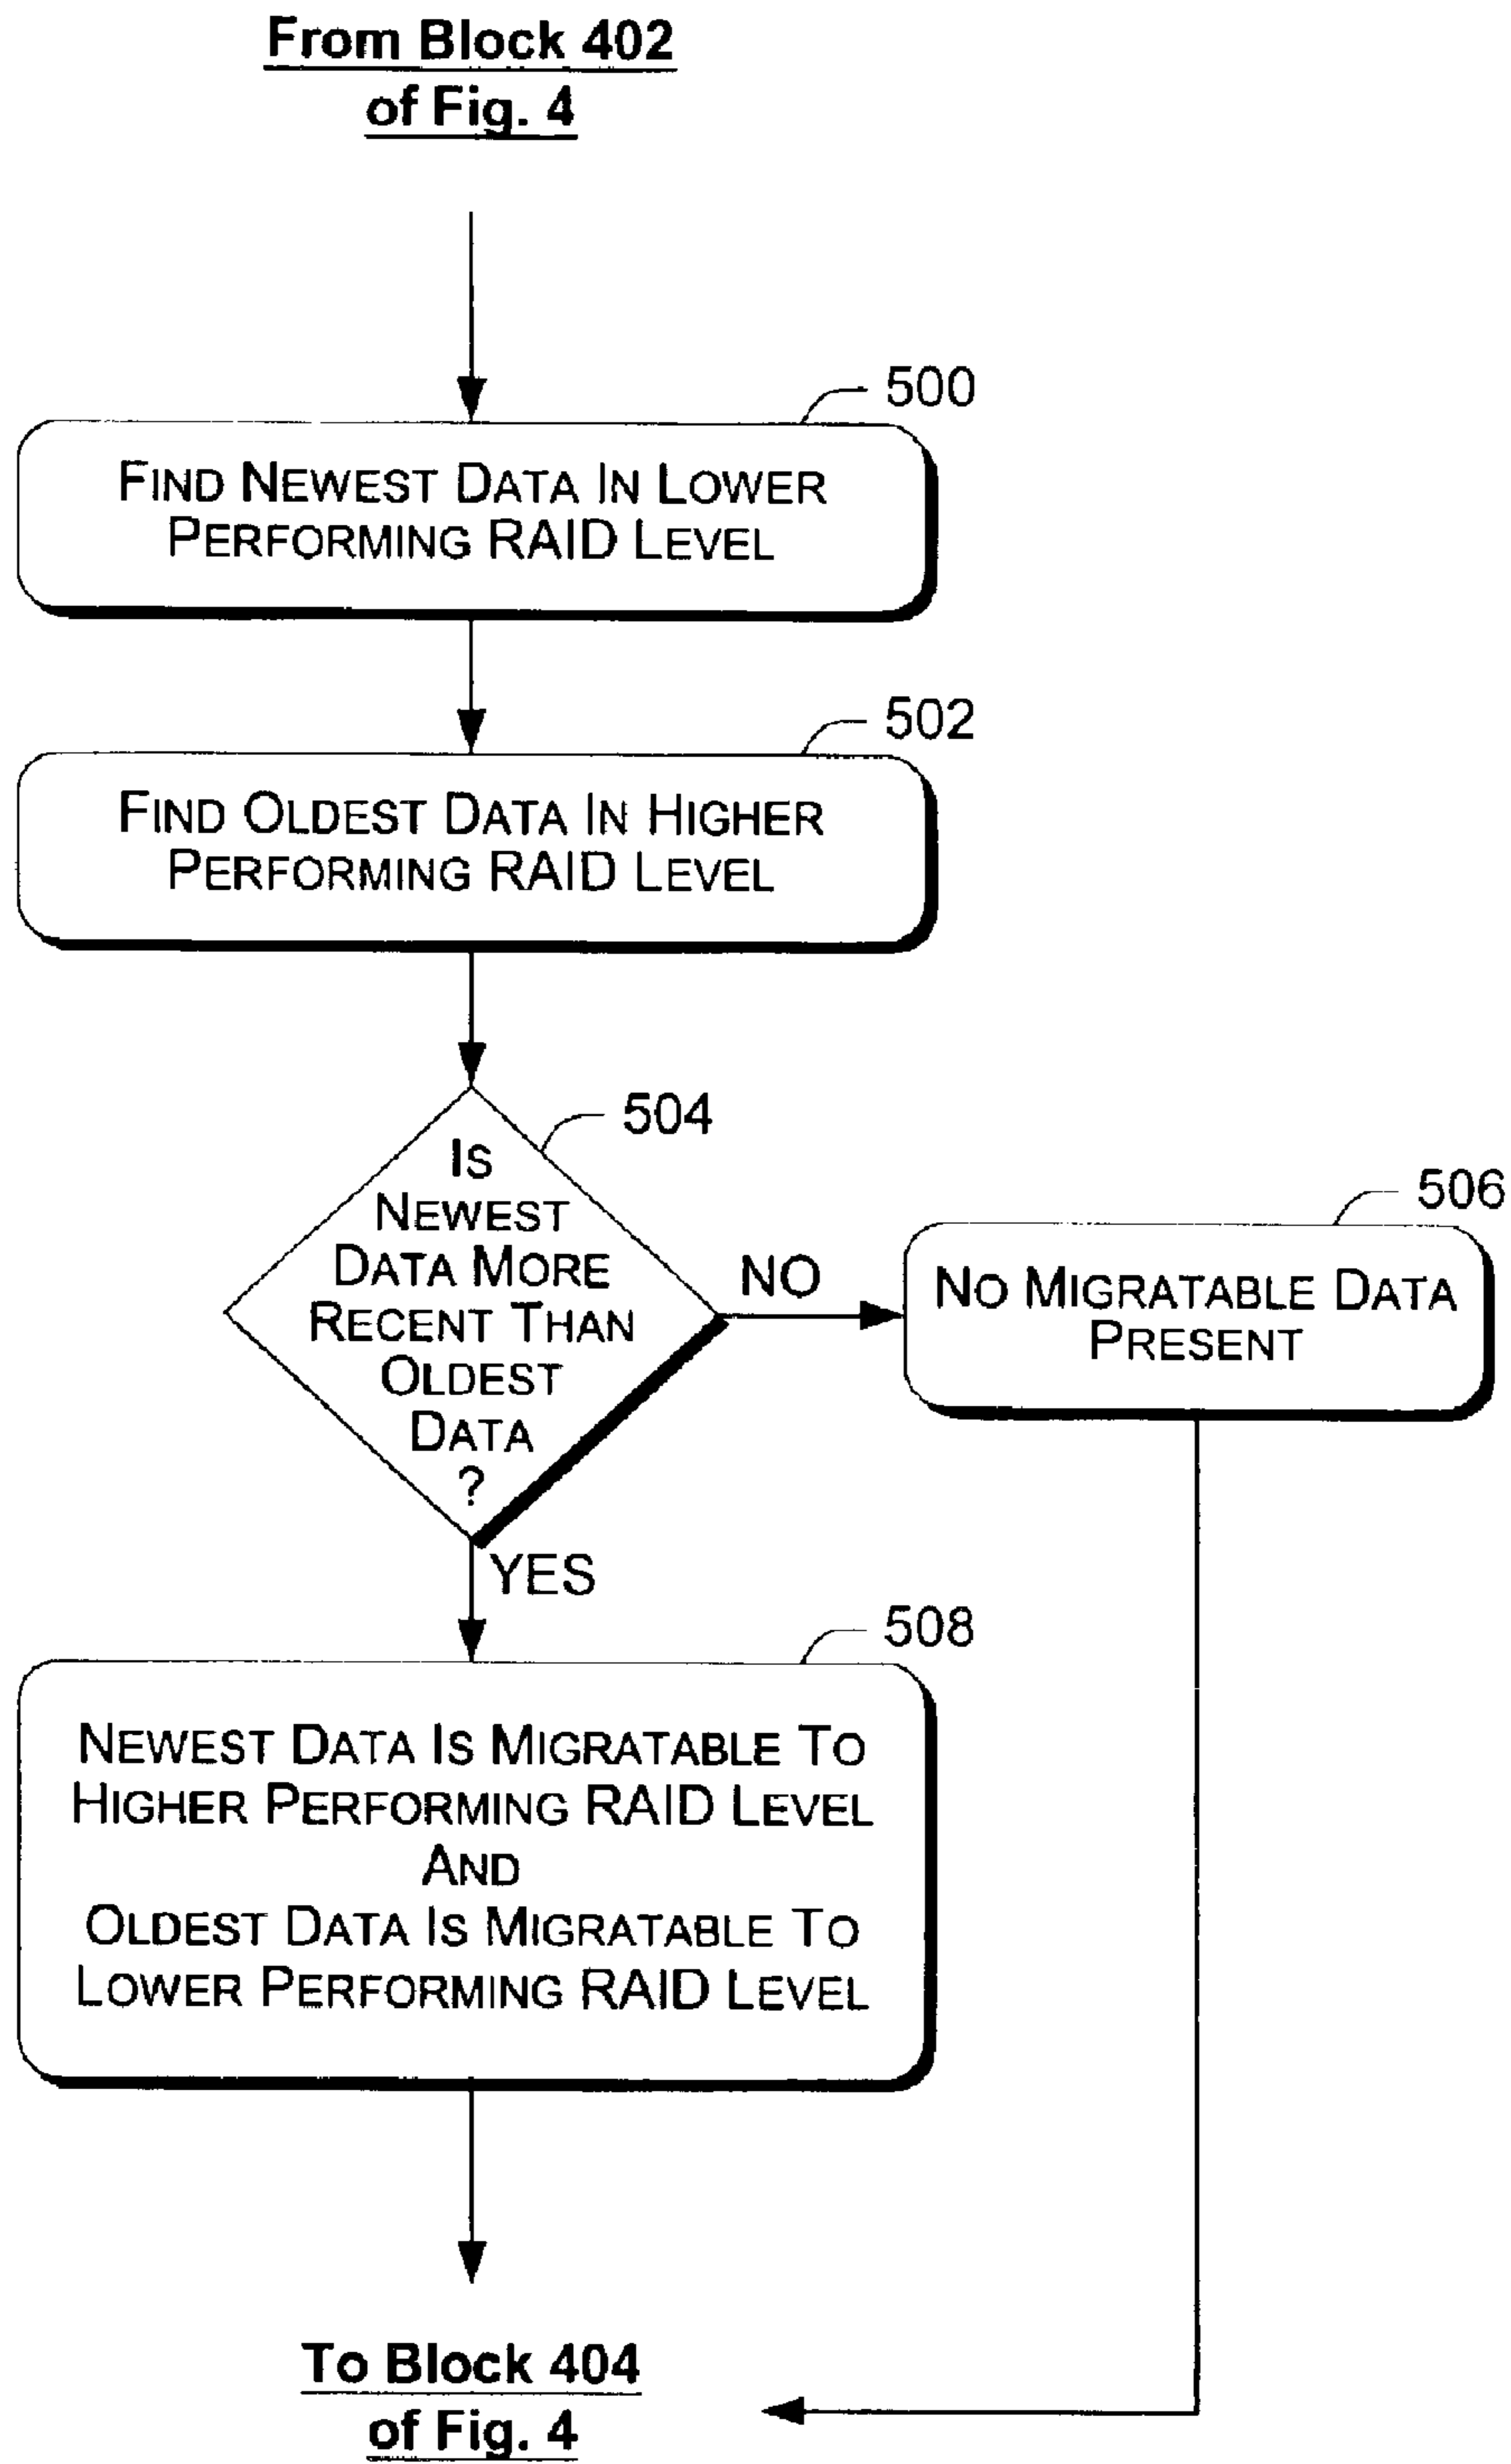 From Block 402
of Fig. 4
500
FIND NEWEST DATA IN LOWER
PERFORMING RAID LEVEL
502
FIND OLDEST DATA IN HIGHER
PERFORMING RAID LEVEL
504
IS
NEWEST
DATA MORE
RECENT THAN
OLDEST
DATA
?
NO
506
NO MIGRATABLE DATA
PRESENT
YES
508
NEWEST DATA IS MIGRATABLE TO
HIGHER PERFORMING RAID LEVEL
AND
OLDEST DATA IS MIGRATABLE TO
LOWER PERFORMING RAID LEVEL
To Block 404
of Fig. 4